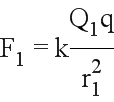 F₁ = k Q₁q / r₁²